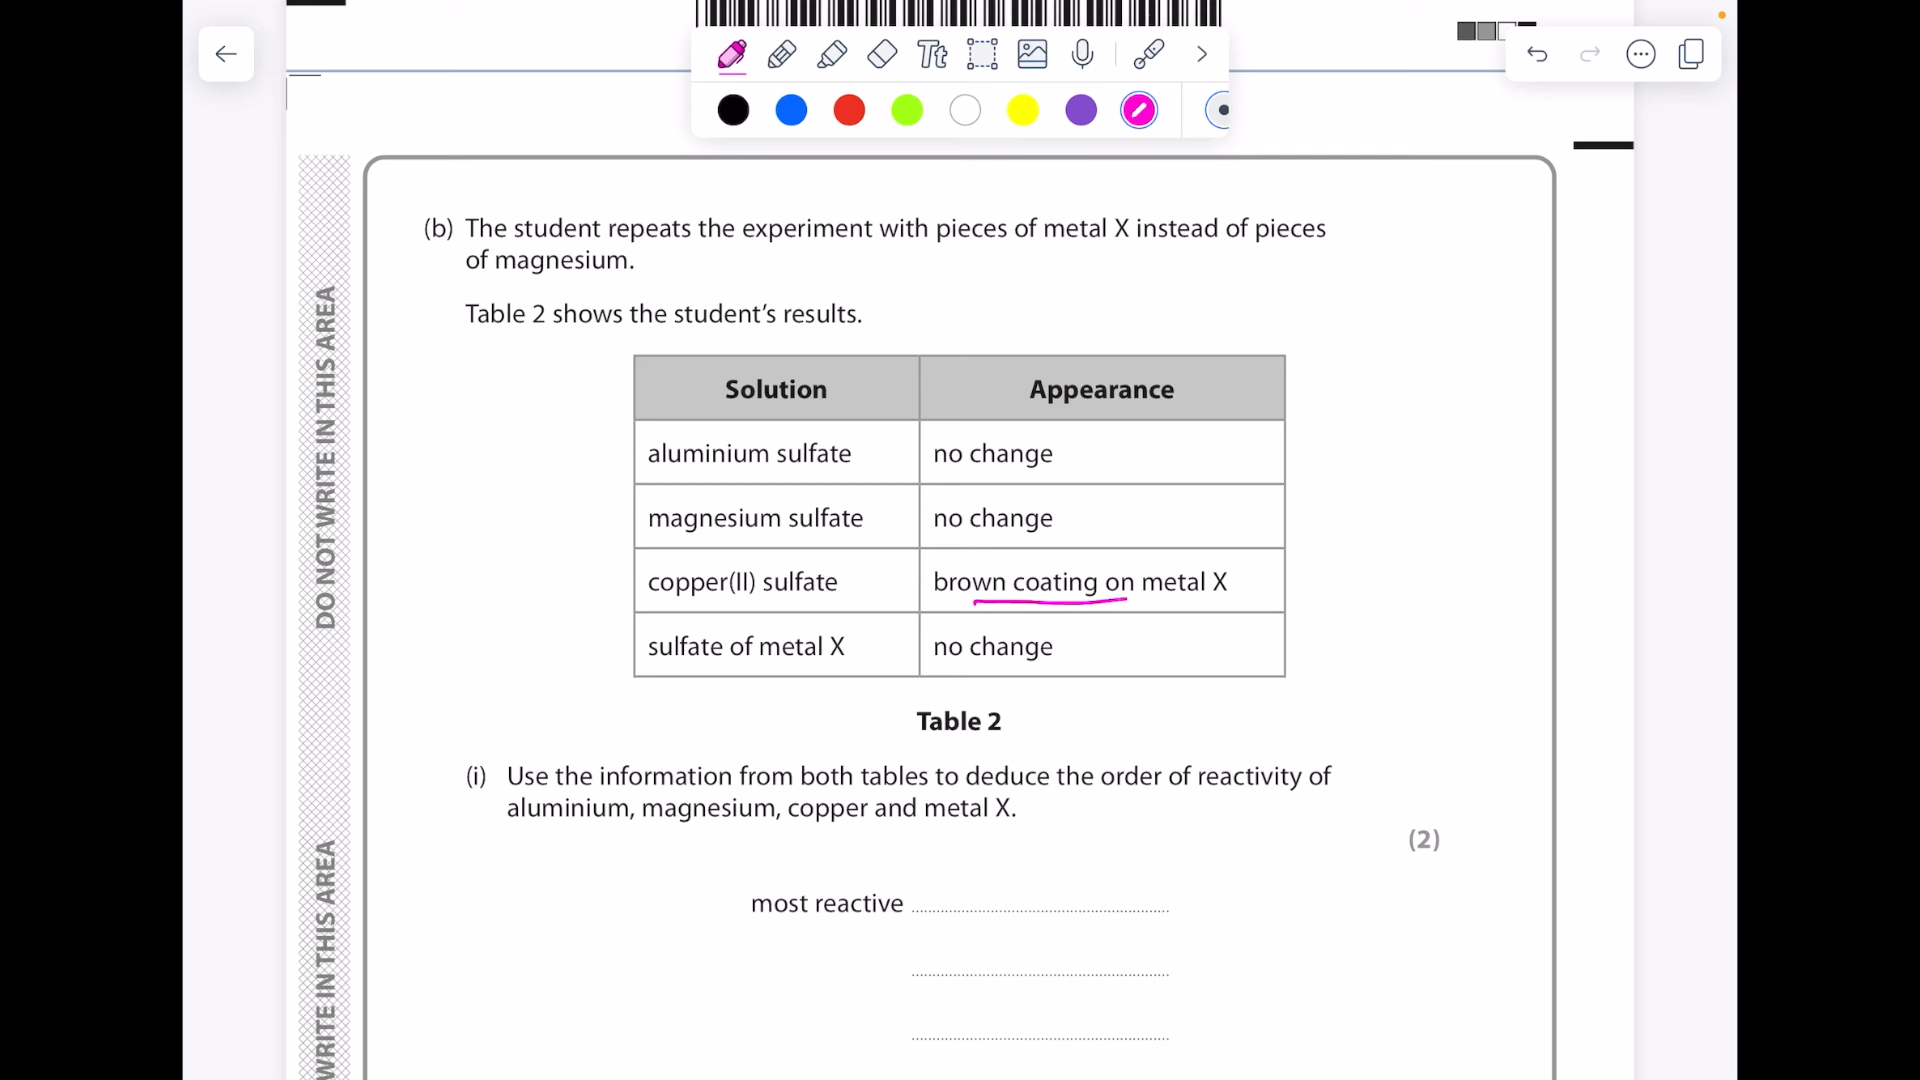 Tt
(b) The student repeats the experiment with pieces of metal X instead of pieces
of magnesium.
Table 2 shows the student’s results.
Solution Appearance
aluminium sulfate no change
magnesium sulfate no change
copper(II) sulfate brown coating on metal X
sulfate of metal X no change
Table 2
(i) Use the information from both tables to deduce the order of reactivity of
aluminium, magnesium, copper and metal X.
(2)
most reactive
DO NOT WRITE IN THIS AREA
WRITE IN THIS AREA